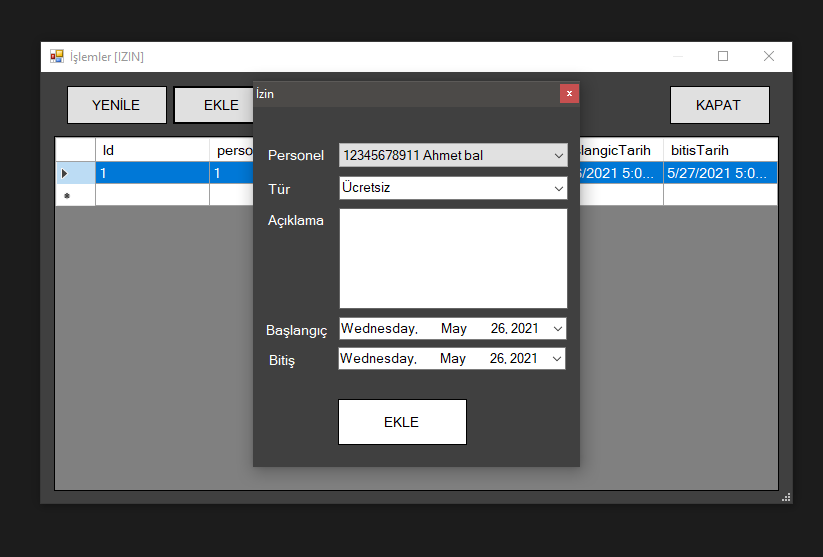 İşlemler [IZIN]
YENİLE
EKLE
KAPAT
İzin
x
Id
perso
langicTarih
bitisTarih
1
1
/2021 5:0...
5/27/2021 5:0...
Personel
12345678911 Ahmet bal
Tür
Ücretsiz
Açıklama
Başlangıç
Wednesday, May 26, 2021
Bitiş
Wednesday, May 26, 2021
EKLE